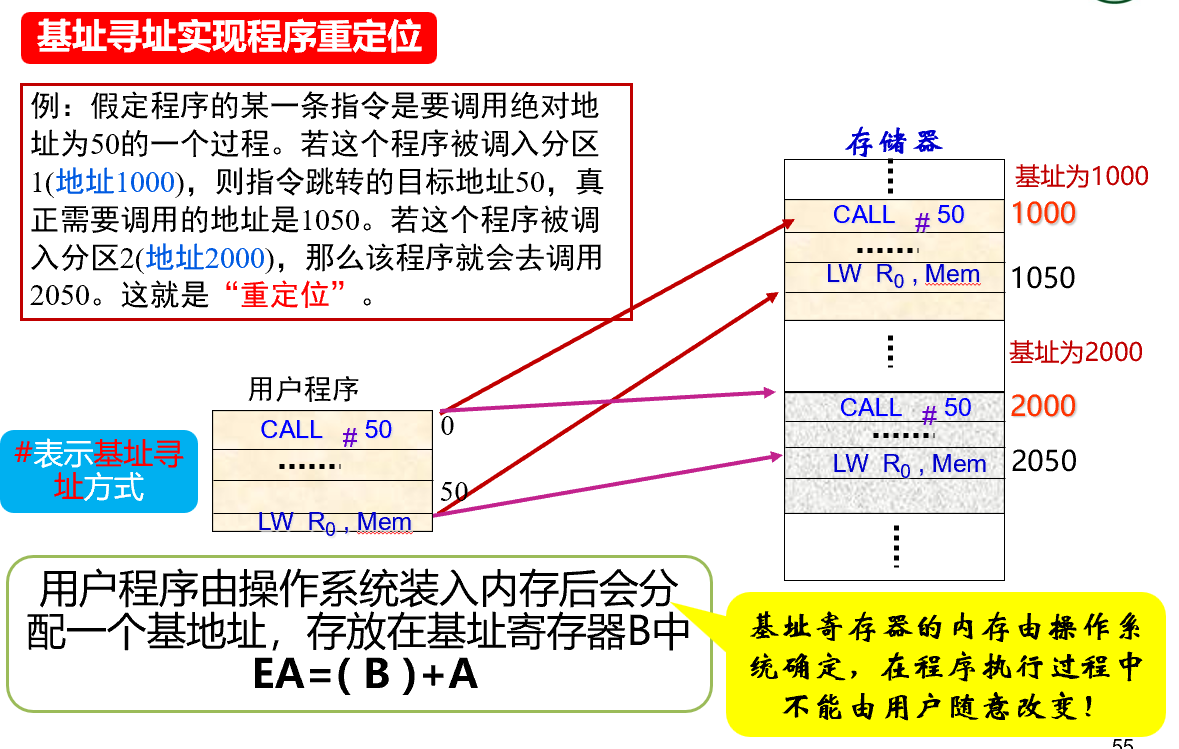 基址寻址实现程序重定位
例：假定程序的某一条指令是要调用绝对地
址为50的一个过程。若这个程序被调入分区
1(地址1000)，则指令跳转的目标地址50，真
正需要调用的地址是1050。若这个程序被调
入分区2(地址2000)，那么该程序就会去调用
2050。这就是“重定位”。
存储器
基址为1000
CALL # 50
1000
LW R0 , Mem
1050
基址为2000
CALL # 50
2000
LW R0 , Mem
2050
用户程序
CALL # 50
0
50
LW R0 , Mem
#表示基址寻
址方式
用户程序由操作系统装入内存后会分
配一个基地址，存放在基址寄存器B中
EA=( B )+A
基址寄存器的内存由操作系
统确定，在程序执行过程中
不能由用户随意改变！
55